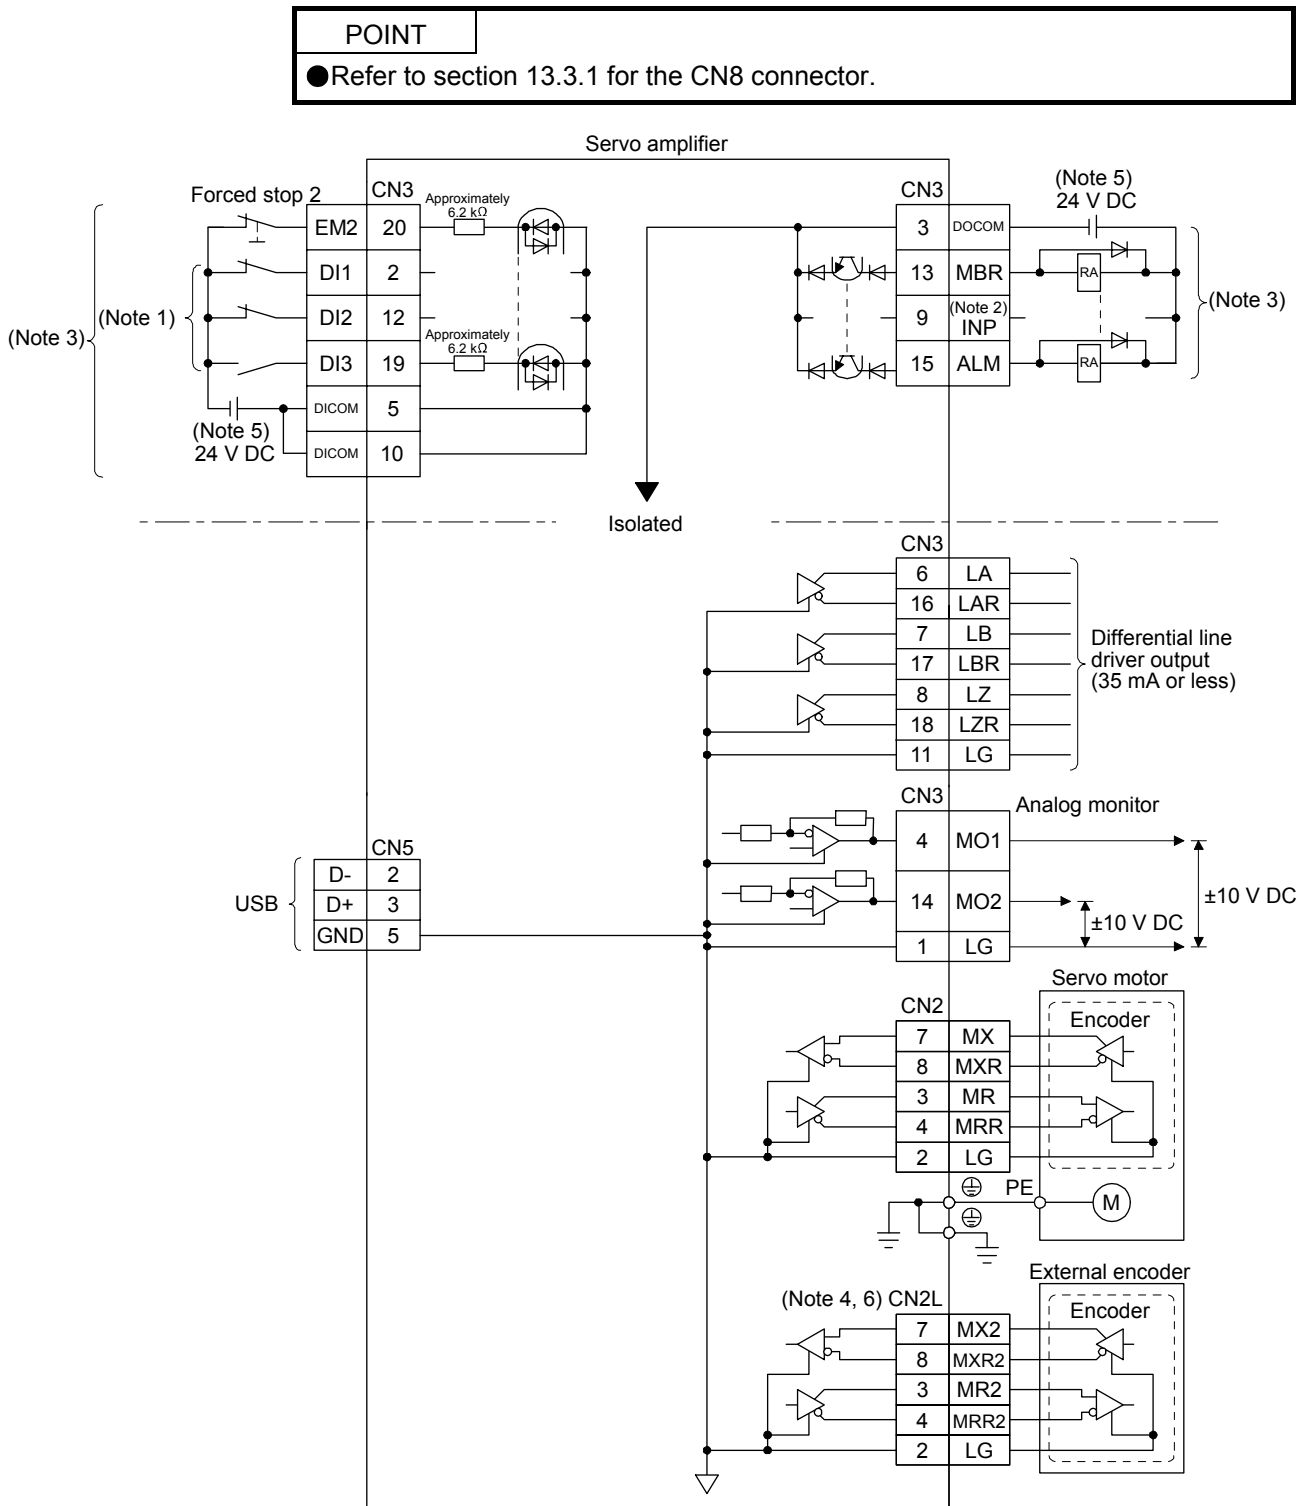 POINT
●Refer to section 13.3.1 for the CN8 connector.
Servo amplifier
Forced stop 2
CN3
EM2 20
DI1 2
DI2 12
DI3 19
DICOM 5
DICOM 10
Approximately
6.2 kΩ
Approximately
6.2 kΩ
(Note 1)
(Note 3)
(Note 5)
24 V DC
CN3
(Note 5)
24 V DC
3 DOCOM
13 MBR
RA
(Note 2)
9 INP
15 ALM
RA
(Note 3)
Isolated
CN3
6 LA
16 LAR
7 LB
17 LBR
8 LZ
18 LZR
11 LG
Differential line
driver output
(35 mA or less)
CN3
Analog monitor
4 MO1
14 MO2
1 LG
±10 V DC
±10 V DC
CN5
USB
D- 2
D+ 3
GND 5
Servo motor
CN2
Encoder
7 MX
8 MXR
3 MR
4 MRR
2 LG
PE
M
External encoder
(Note 4, 6) CN2L
Encoder
7 MX2
8 MXR2
3 MR2
4 MRR2
2 LG